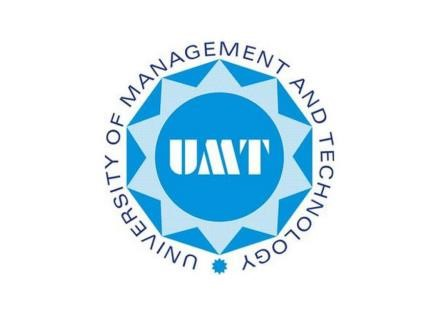 UNIVERSITY OF MANAGEMENT AND TECHNOLOGY
UMT